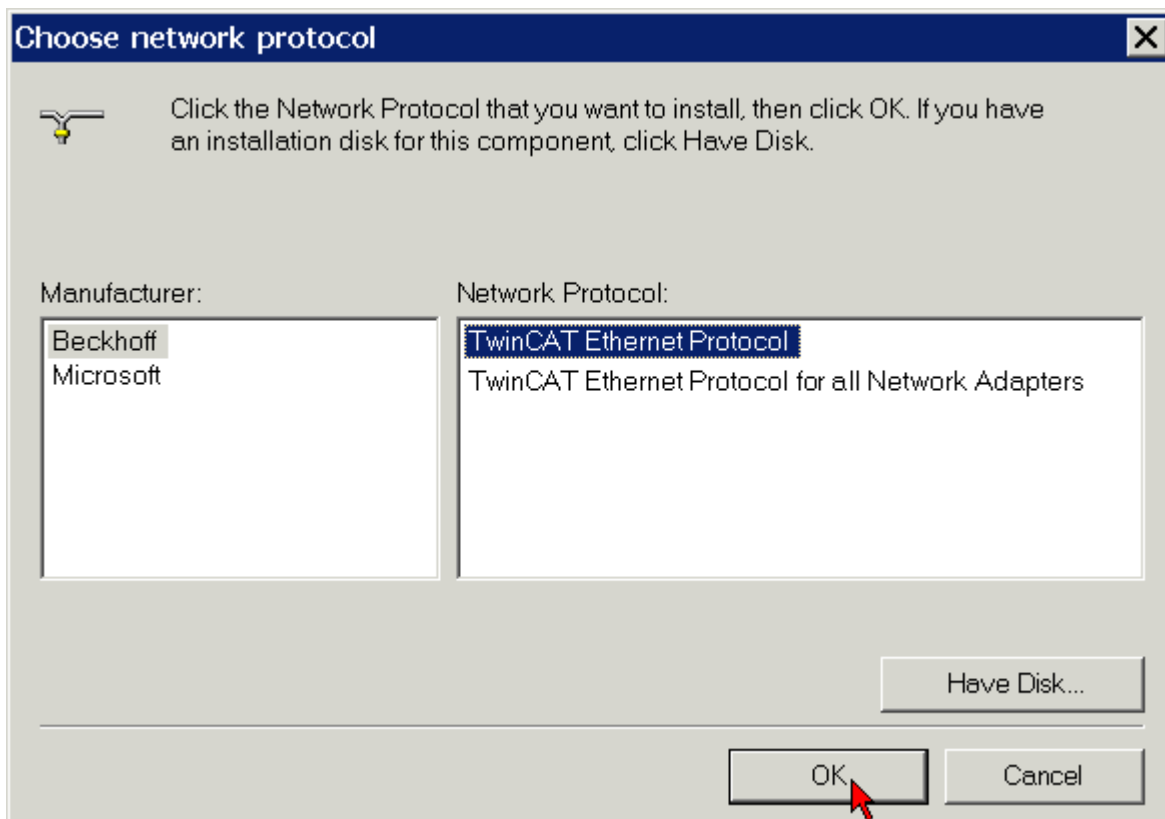 Choose network protocol
Click the Network Protocol that you want to install, then click OK. If you have
an installation disk for this component, click Have Disk.
Manufacturer:
Beckhoff
Microsoft
Network Protocol:
TwinCAT Ethernet Protocol
TwinCAT Ethernet Protocol for all Network Adapters
Have Disk...
OK
Cancel